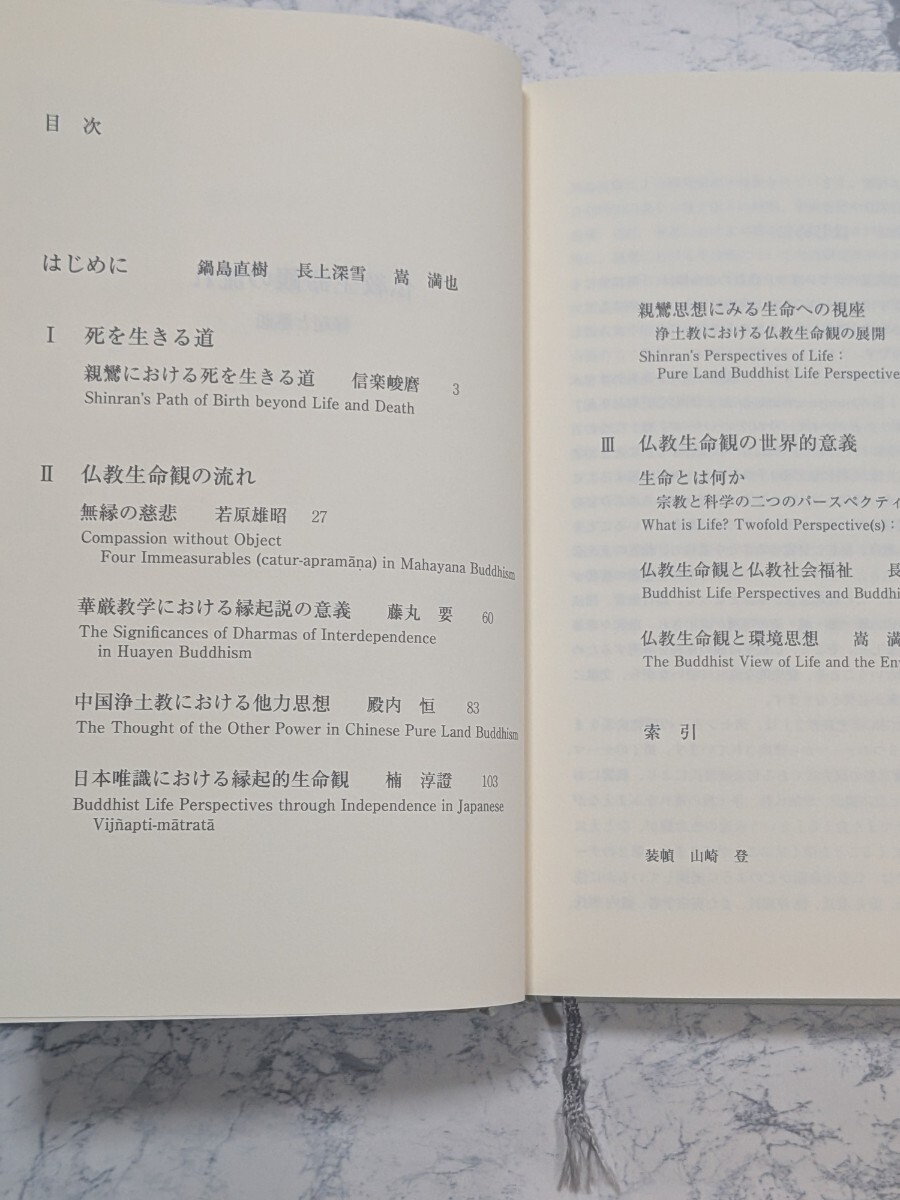 目 次
はじめに 鍋島直樹 長上深雪 嵩 満也
Ⅰ 死を生きる道
親鸞における死を生きる道 信楽峻麿 3
Shinran's Path of Birth beyond Life and Death
Ⅱ 仏教生命観の流れ
無縁の慈悲 若原雄昭 27
Compassion without Object
Four Immeasurables (catur-apramāṇa) in Mahayana Buddhism
華厳教学における縁起説の意義 藤丸 要 60
The Significances of Dharmas of Interdependence
in Huayen Buddhism
中国浄土教における他力思想 殿内 恒 83
The Thought of the Other Power in Chinese Pure Land Buddhism
日本唯識における縁起的生命観 楠 淳證 103
Buddhist Life Perspectives through Independence in Japanese
Vijñapti-mātratā
親鸞思想にみる生命への視座
浄土教における仏教生命観の展開
Shinran's Perspectives of Life:
Pure Land Buddhist Life Perspective
Ⅲ 仏教生命観の世界的意義
生命とは何か
宗教と科学の二つのパースペクティ
What is Life? Twofold Perspective(s):
仏教生命観と仏教社会福祉 長
Buddhist Life Perspectives and Buddhi
仏教生命観と環境思想 嵩 満
The Buddhist View of Life and the Env
索 引
装幀 山崎 登